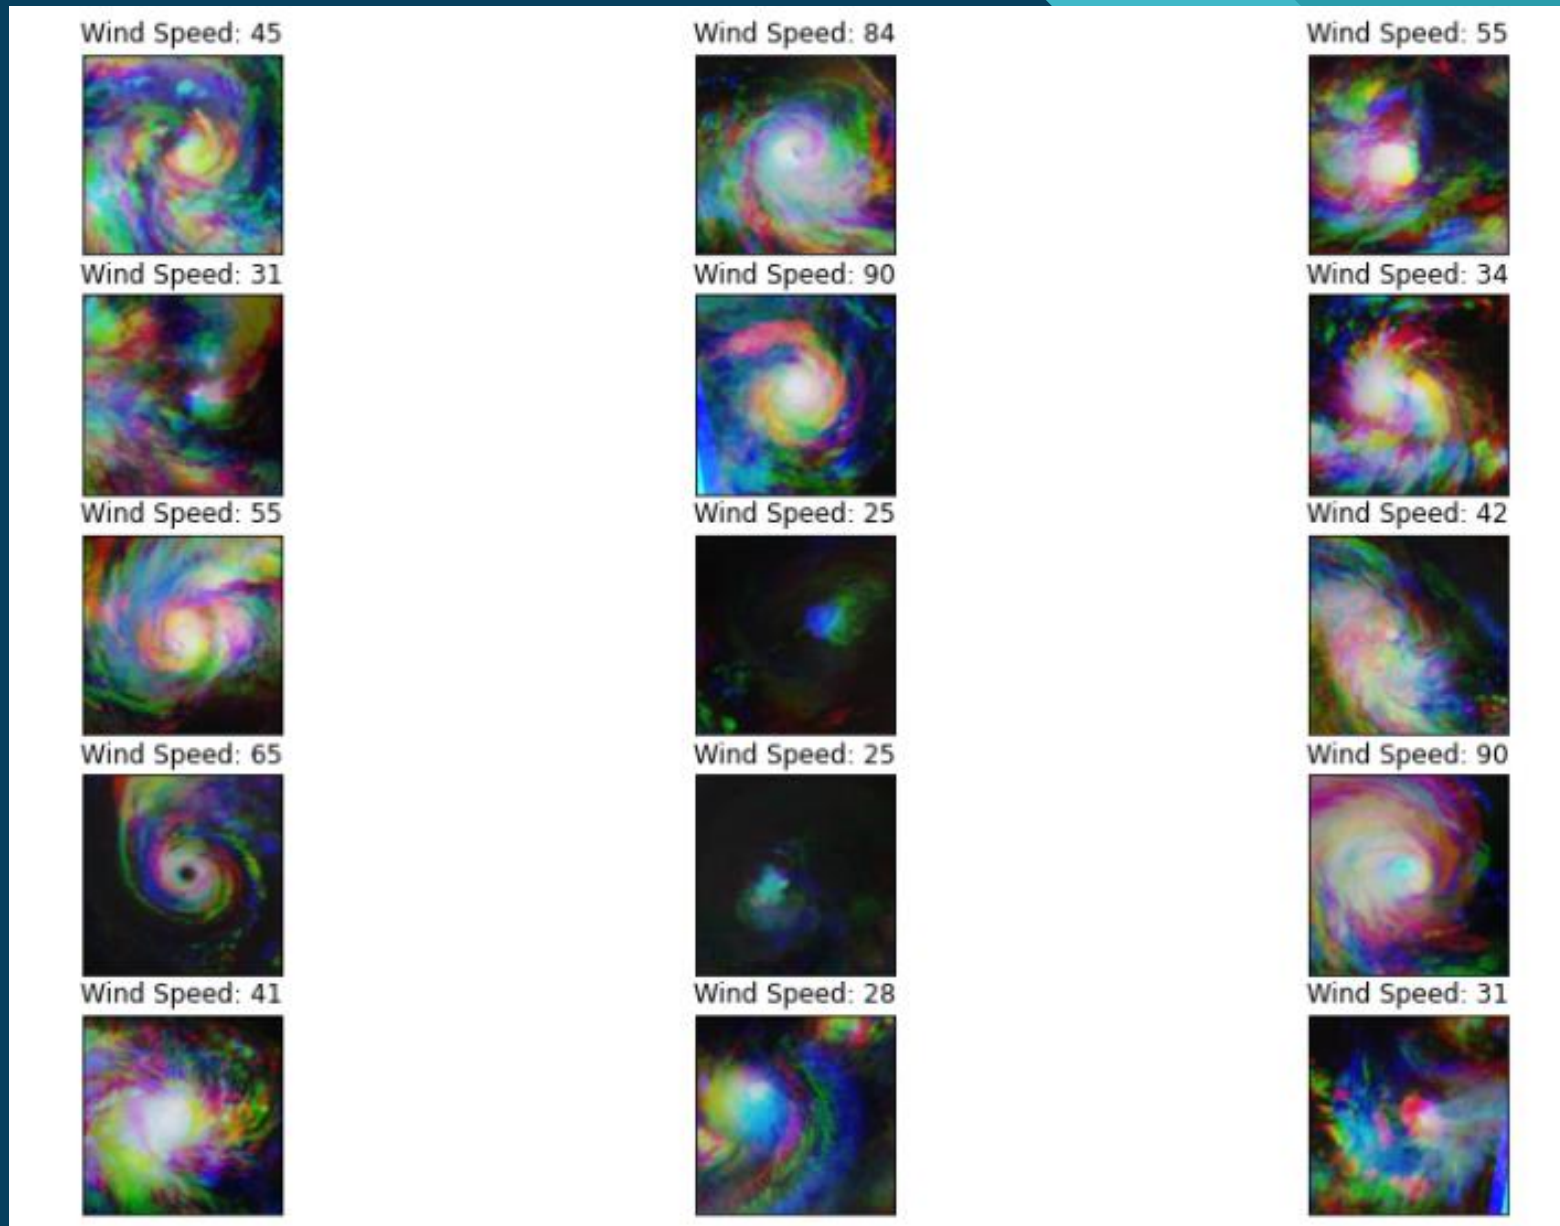 Wind Speed: 45
Wind Speed: 84
Wind Speed: 55
Wind Speed: 31
Wind Speed: 90
Wind Speed: 34
Wind Speed: 55
Wind Speed: 25
Wind Speed: 42
Wind Speed: 65
Wind Speed: 25
Wind Speed: 90
Wind Speed: 41
Wind Speed: 28
Wind Speed: 31